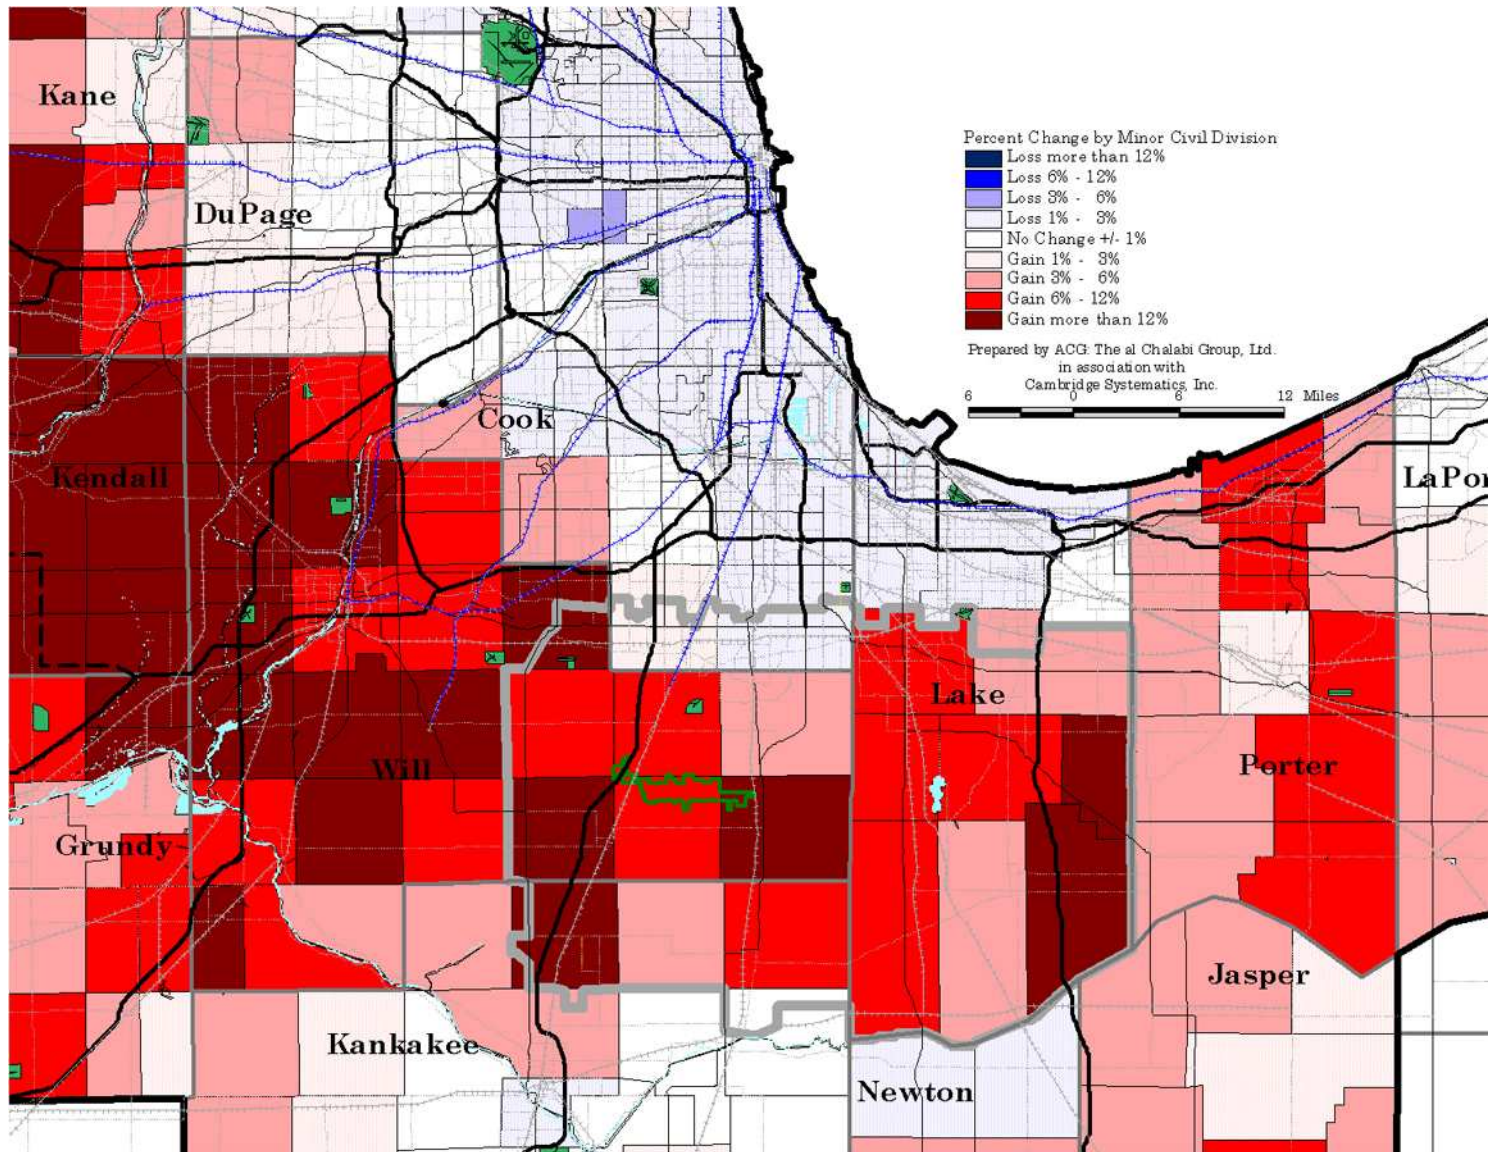 Kane
DuPage
Percent Change by Minor Civil Division
Loss more than 12%
Loss 6% - 12%
Loss 3% - 6%
Loss 1% - 3%
No Change +/- 1%
Gain 1% - 3%
Gain 3% - 6%
Gain 6% - 12%
Gain more than 12%
Prepared by ACG: The al Chalabi Group, Ltd.
in association with
Cambridge Systematics, Inc.
6 0 6 12 Miles
Cook
Kendall
LaPor
Lake
Will
Porter
Grundy
Jasper
Kankakee
Newton